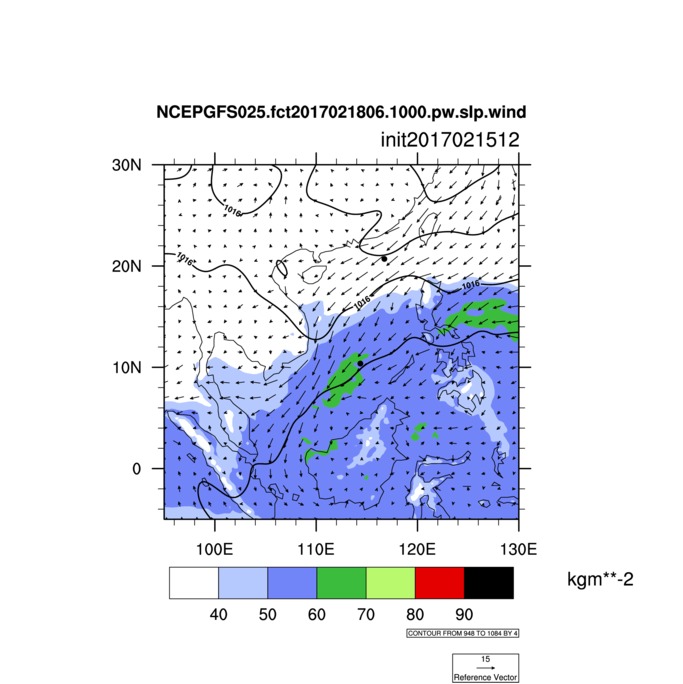 NCEPGFS025.fct2017021806.1000.pw.slp.wind
init2017021512
30N
1016
1016
20N
1016
1016
10N
0
100E 110E 120E 130E
kgm**-2
40 50 60 70 80 90
CONTOUR FROM 948 TO 1084 BY 4
15
Reference Vector